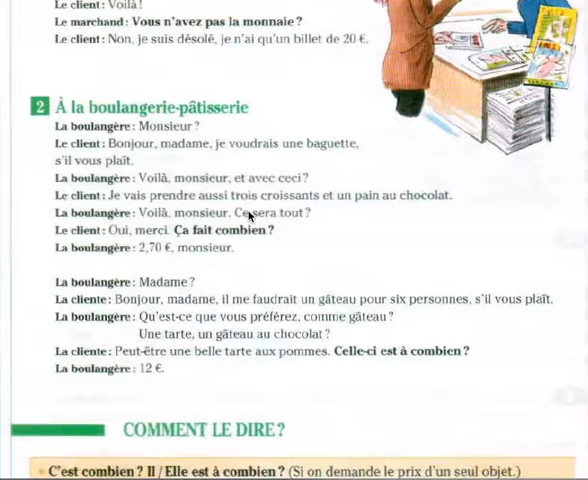 Le client : Voilà !
Le marchand : Vous n'avez pas la monnaie ?
Le client : Non, je suis désolé, je n'ai qu'un billet de 20 €.
2 À la boulangerie-pâtisserie
La boulangère : Monsieur ?
Le client : Bonjour, madame, je voudrais une baguette,
s'il vous plaît.
La boulangère : Voilà, monsieur, et avec ceci ?
Le client : Je vais prendre aussi trois croissants et un pain au chocolat.
La boulangère : Voilà, monsieur. Ce sera tout ?
Le client : Oui, merci. Ça fait combien ?
La boulangère : 2,70 €, monsieur.
La boulangère : Madame ?
La cliente : Bonjour, madame, il me faudrait un gâteau pour six personnes, s'il vous plaît.
La boulangère : Qu'est-ce que vous préférez, comme gâteau ?
Une tarte, un gâteau au chocolat ?
La cliente : Peut-être une belle tarte aux pommes. Celle-ci est à combien ?
La boulangère : 12 €.
COMMENT LE DIRE ?
C'est combien ? Il / Elle est à combien ? (Si on demande le prix d'un seul objet.)